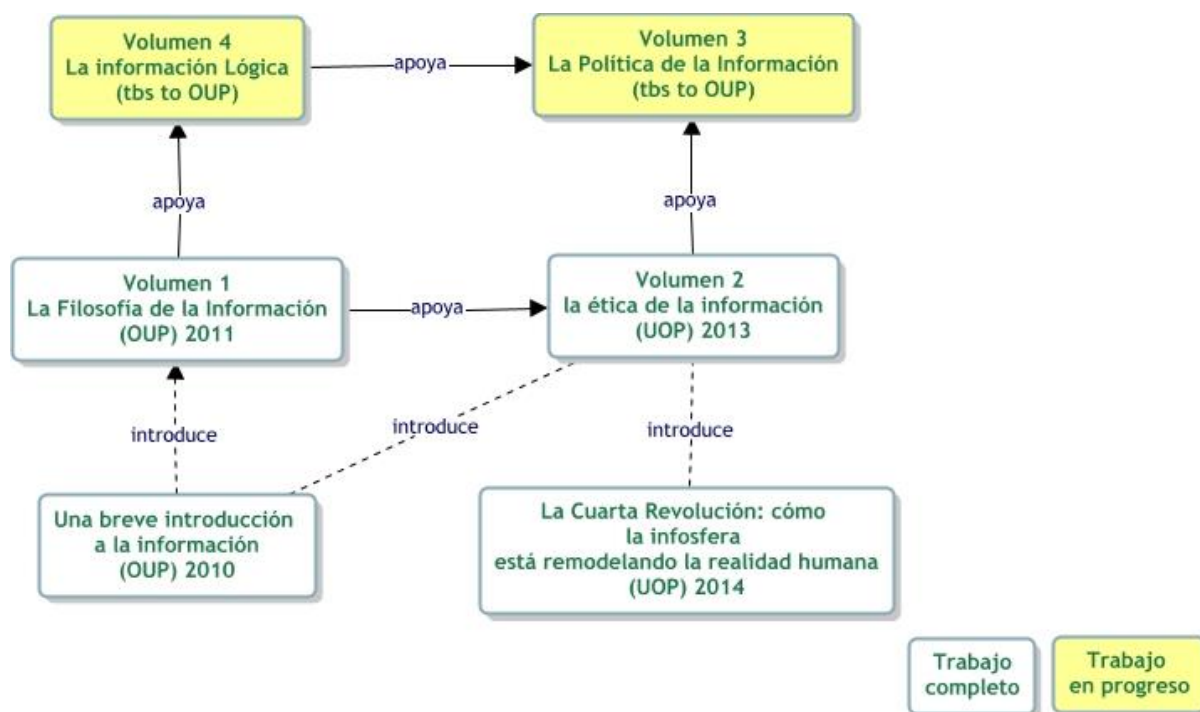 Volumen 4
La información Lógica
(tbs to OUP)
apoya
Volumen 3
La Política de la Información
(tbs to OUP)
apoya
apoya
Volumen 1
La Filosofía de la Información
(OUP) 2011
apoya
Volumen 2
la ética de la información
(UOP) 2013
introduce
introduce
introduce
Una breve introducción
a la información
(OUP) 2010
La Cuarta Revolución: cómo
la infosfera
está remodelando la realidad humana
(UOP) 2014
Trabajo
completo
Trabajo
en progreso